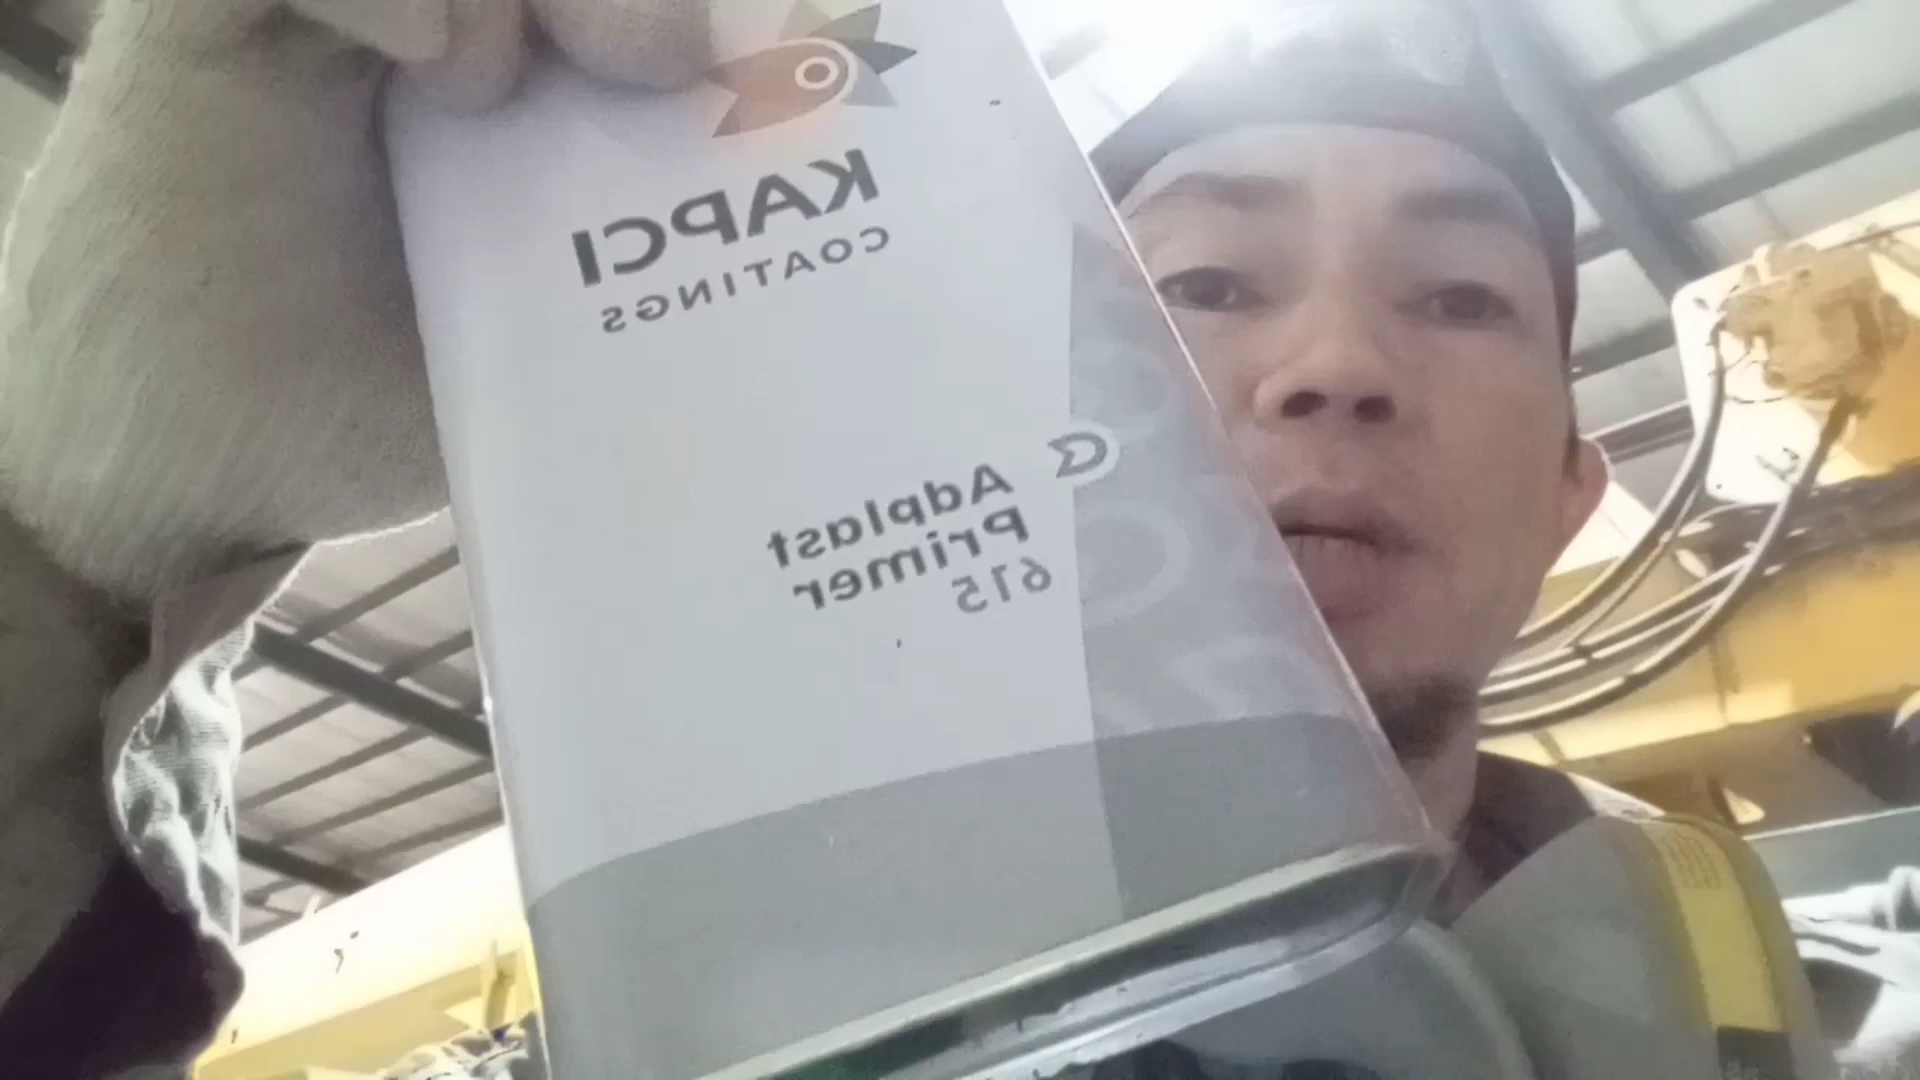 KAPCI
COATINGS
Adplast
Primer
615